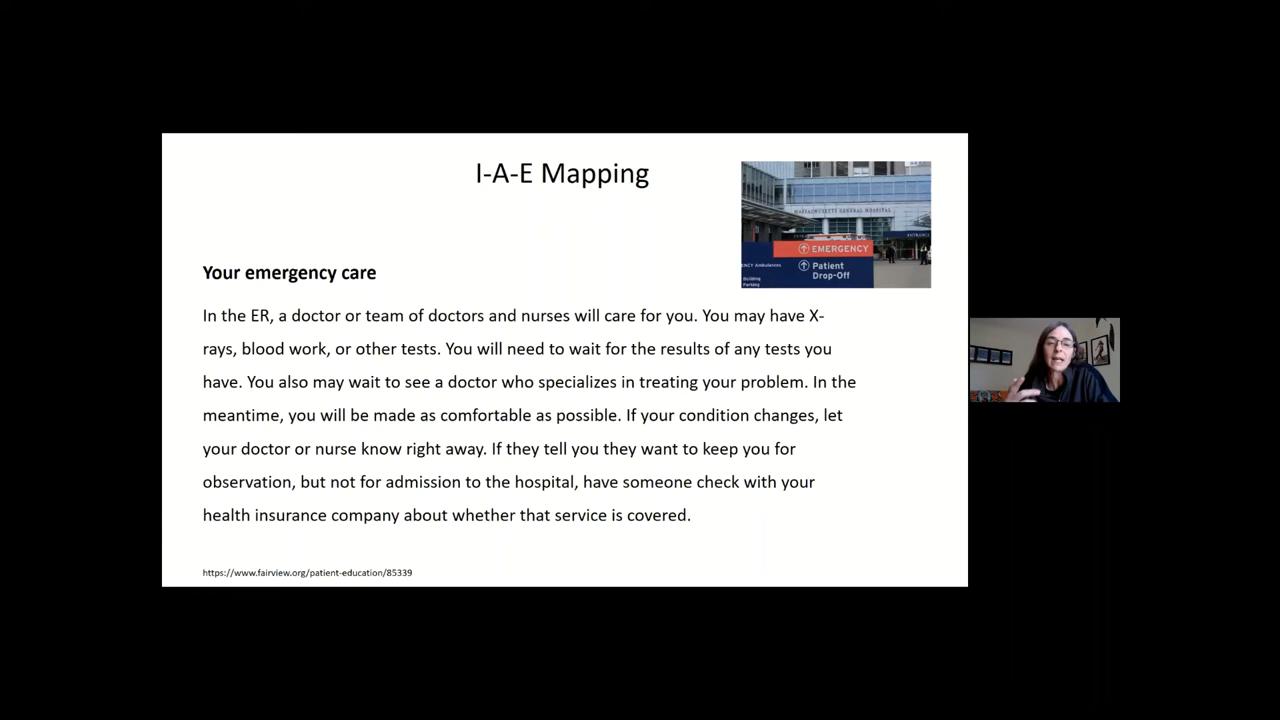 I-A-E Mapping
MASSACHUSETTS GENERAL HOSPITAL
ENTRANCE
EMERGENCY
ENCY Ambulances
Patient
Drop-Off
Building
Parking
Your emergency care
In the ER, a doctor or team of doctors and nurses will care for you. You may have X-
rays, blood work, or other tests. You will need to wait for the results of any tests you
have. You also may wait to see a doctor who specializes in treating your problem. In the
meantime, you will be made as comfortable as possible. If your condition changes, let
your doctor or nurse know right away. If they tell you they want to keep you for
observation, but not for admission to the hospital, have someone check with your
health insurance company about whether that service is covered.
https://www.fairview.org/patient-education/85339